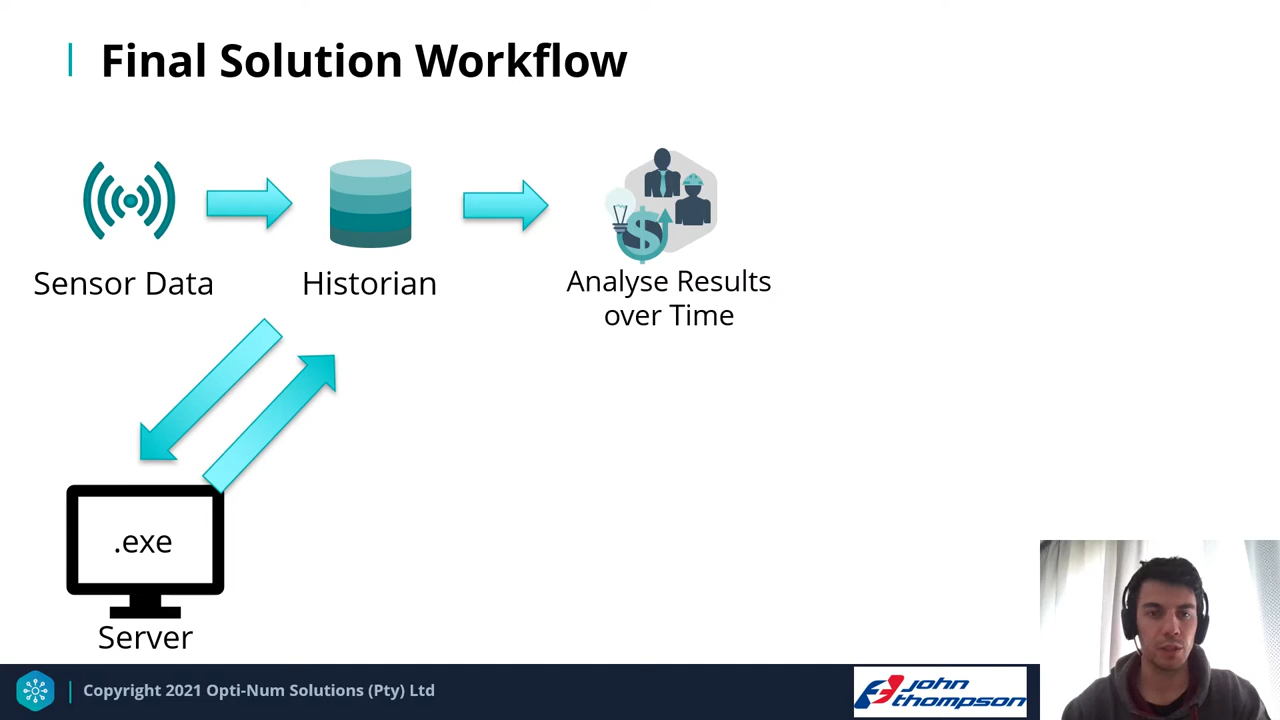 Final Solution Workflow
Sensor Data
Historian
Analyse Results
over Time
$
.exe
Server
Copyright 2021 Opti-Num Solutions (Pty) Ltd
john
thompson